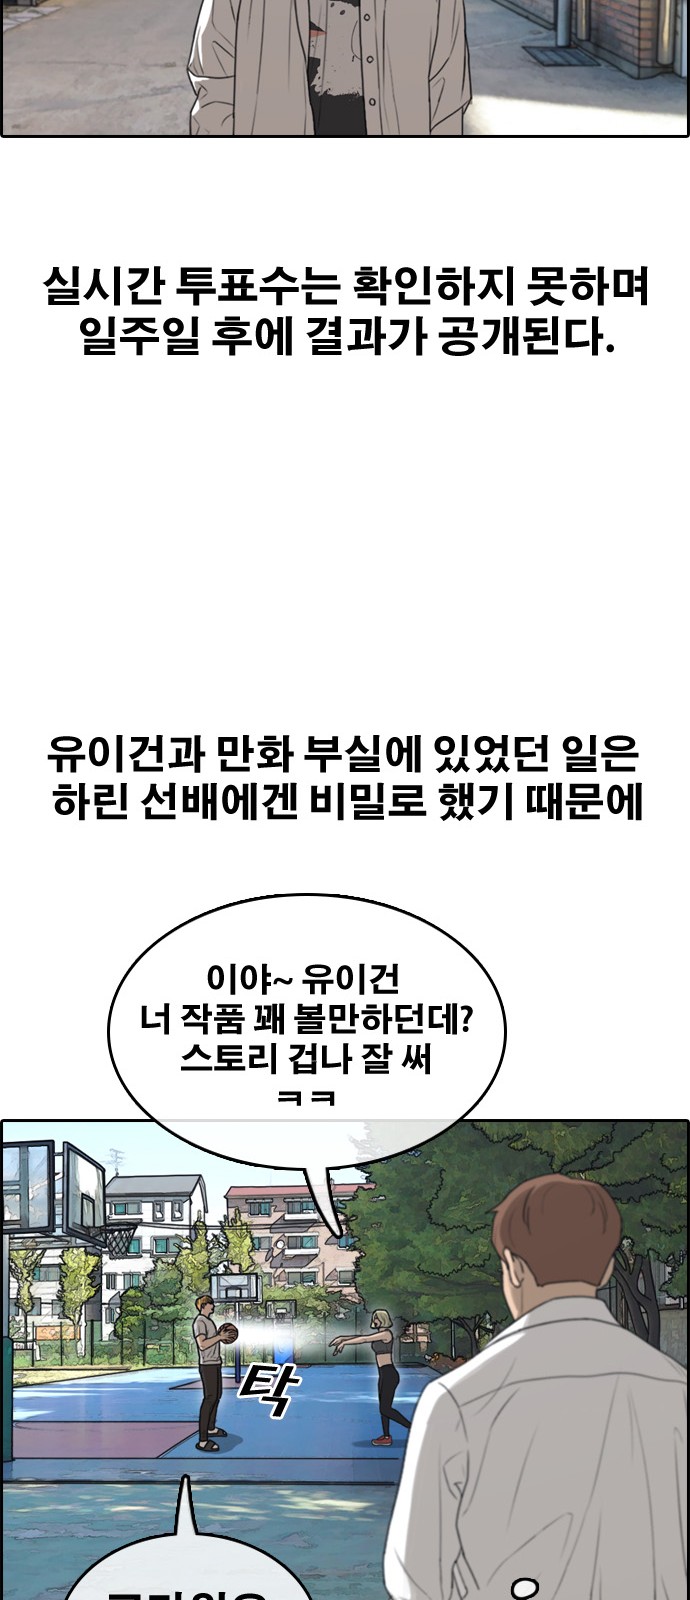 실시간 투표수는 확인하지 못하며
일주일 후에 결과가 공개된다.
유이건과 만화 부실에 있었던 일은
하린 선배에겐 비밀로 했기 때문에
이야~ 유이건
너 작품 꽤 볼만하던데?
스토리 겁나 잘 써
ㅋㅋ
탁